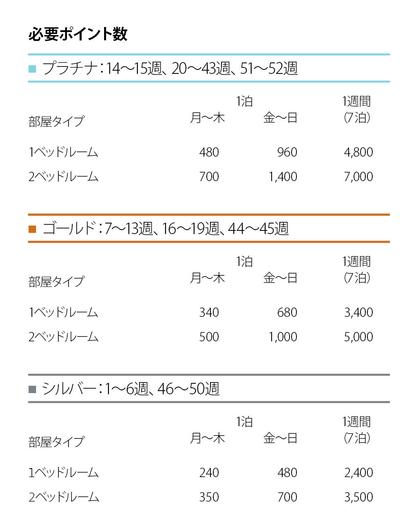 必要ポイント数
プラチナ：14〜15週、20〜43週、51〜52週
1泊 1週間
部屋タイプ 月〜木 金〜日 （7泊）
1ベッドルーム 480 960 4,800
2ベッドルーム 700 1,400 7,000
ゴールド：7〜13週、16〜19週、44〜45週
1泊 1週間
部屋タイプ 月〜木 金〜日 （7泊）
1ベッドルーム 340 680 3,400
2ベッドルーム 500 1,000 5,000
シルバー：1〜6週、46〜50週
1泊 1週間
部屋タイプ 月〜木 金〜日 （7泊）
1ベッドルーム 240 480 2,400
2ベッドルーム 350 700 3,500